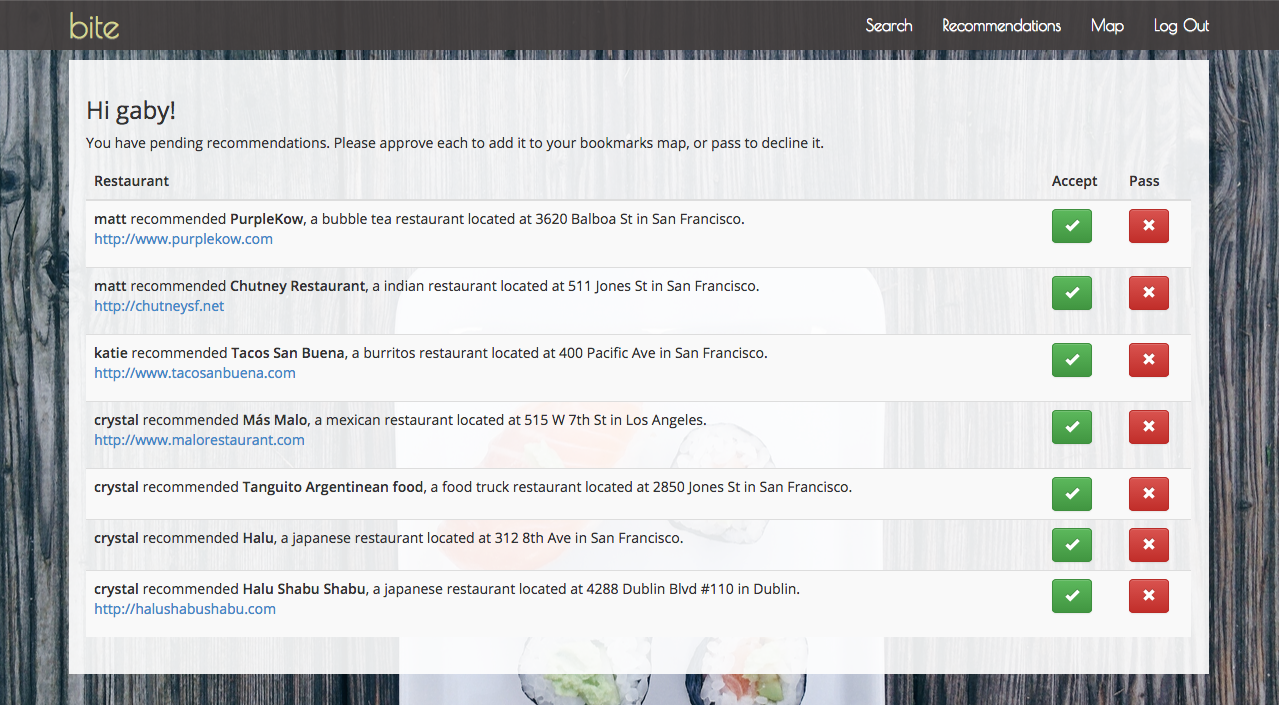 bite
Search Recommendations Map Log Out
Hi gaby!
You have pending recommendations. Please approve each to add it to your bookmarks map, or pass to decline it.
Restaurant Accept Pass
matt recommended PurpleKow, a bubble tea restaurant located at 3620 Balboa St in San Francisco.
http://www.purplekow.com
matt recommended Chutney Restaurant, a indian restaurant located at 511 Jones St in San Francisco.
http://chutneysf.net
katie recommended Tacos San Buena, a burritos restaurant located at 400 Pacific Ave in San Francisco.
http://www.tacosanbuena.com
crystal recommended Más Malo, a mexican restaurant located at 515 W 7th St in Los Angeles.
http://www.malorestaurant.com
crystal recommended Tanguito Argentinean food, a food truck restaurant located at 2850 Jones St in San Francisco.
crystal recommended Halu, a japanese restaurant located at 312 8th Ave in San Francisco.
crystal recommended Halu Shabu Shabu, a japanese restaurant located at 4288 Dublin Blvd #110 in Dublin.
http://halushabushabu.com